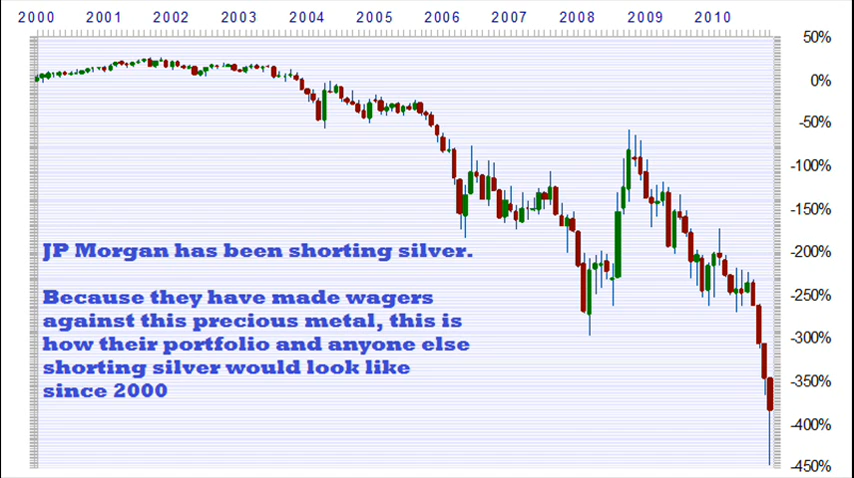 2000 2001 2002 2003 2004 2005 2006 2007 2008 2009 2010
50%
0%
-50%
-100%
-150%
-200%
-250%
-300%
-350%
-400%
-450%
JP Morgan has been shorting silver.
Because they have made wagers
against this precious metal, this is
how their portfolio and anyone else
shorting silver would look like
since 2000